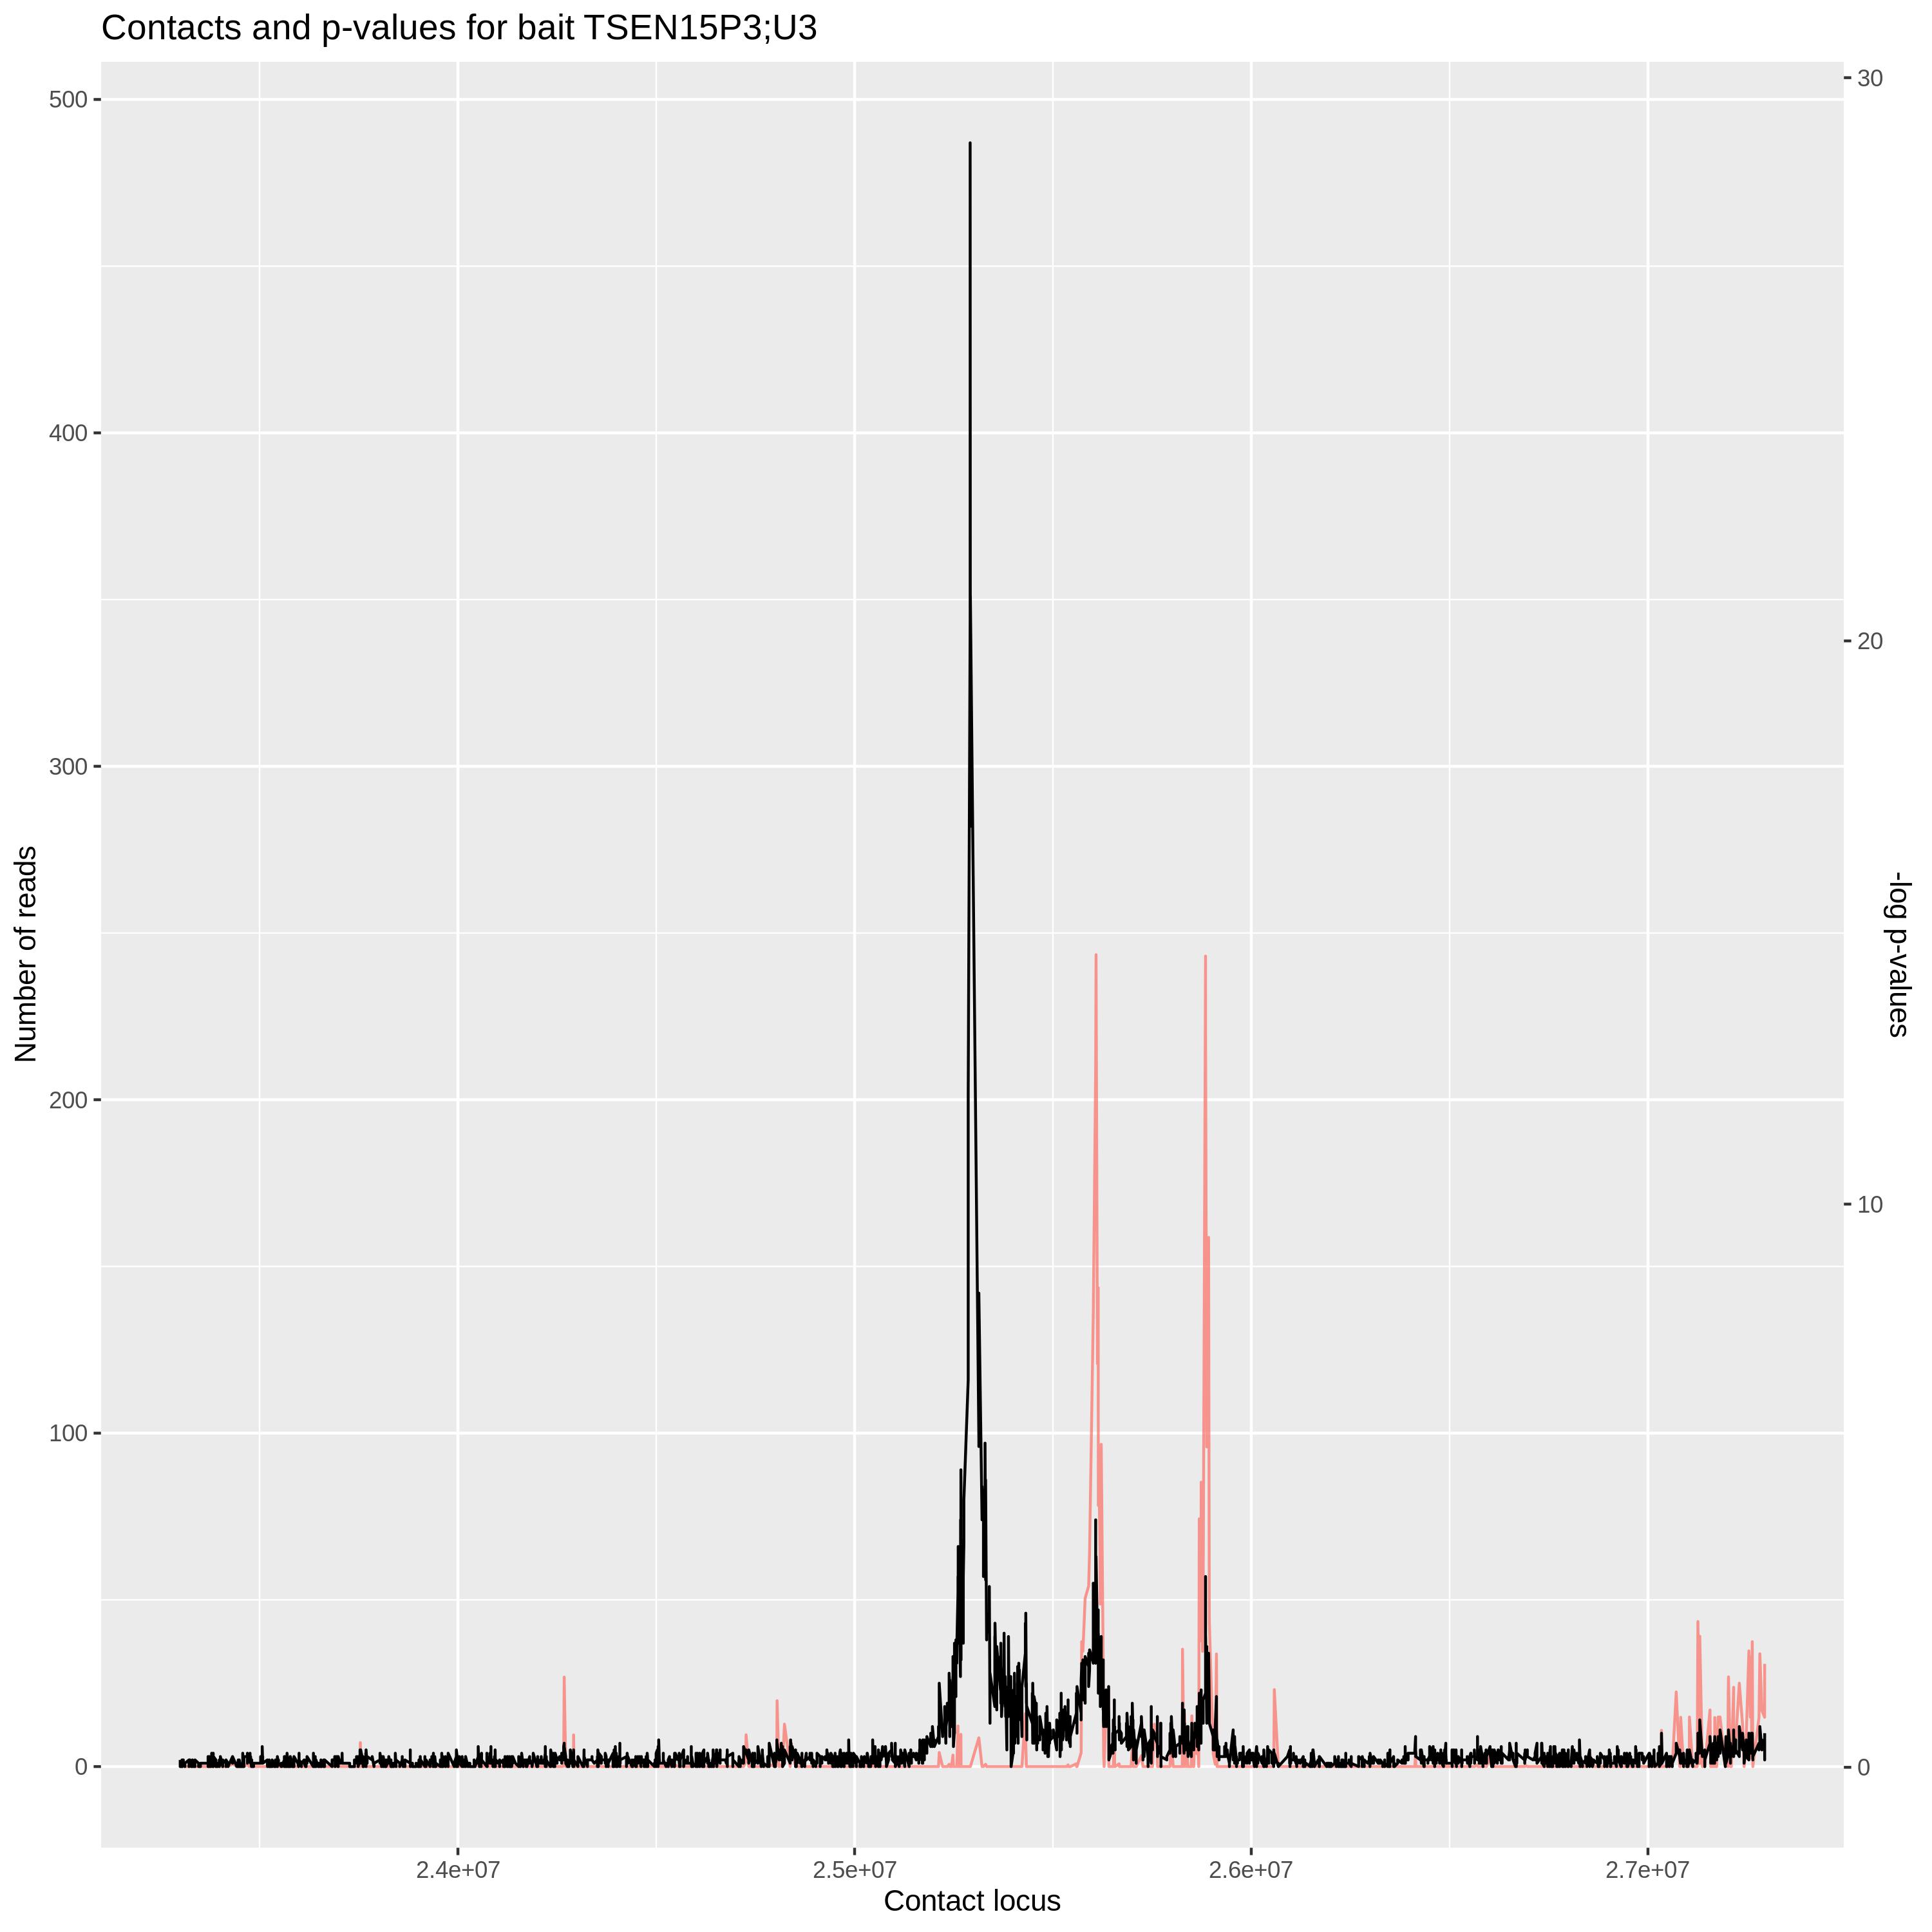 Contacts and p-values for bait TSEN15P3;U3
500
400
300
200
100
0
Number of reads
30
20
10
0
-log p-values
2.4e+07
2.5e+07
2.6e+07
2.7e+07
Contact locus